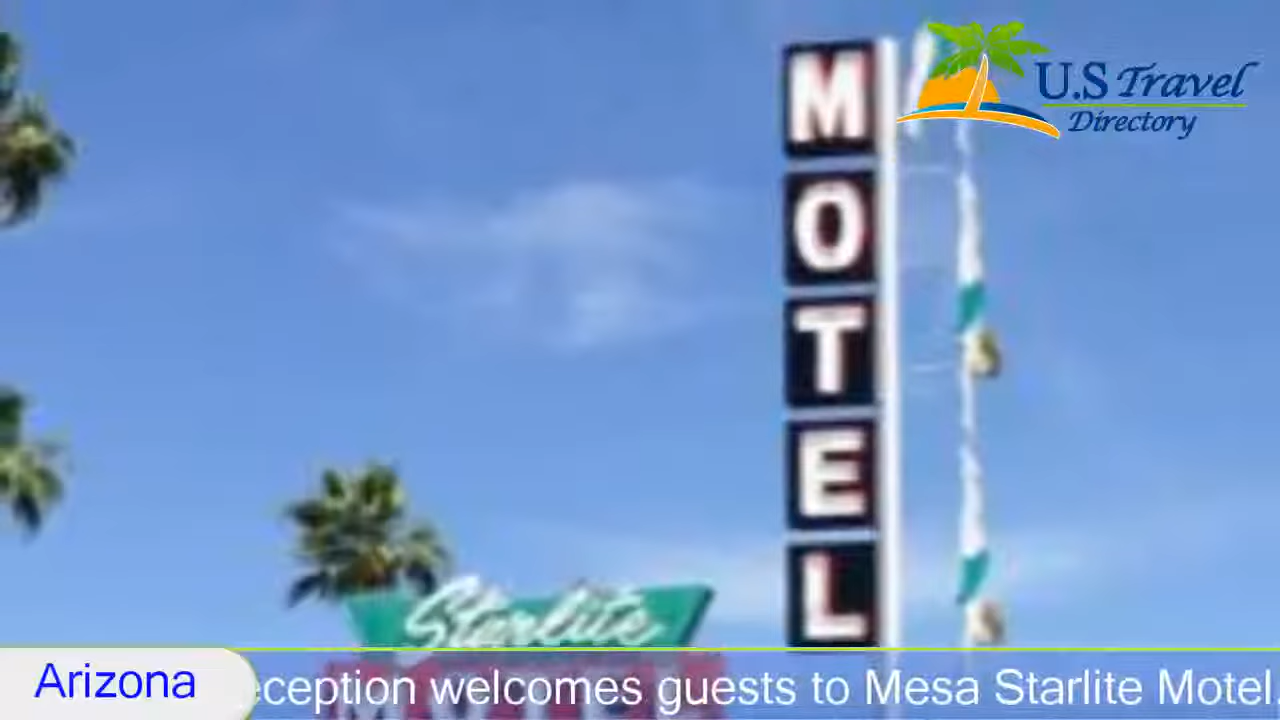 M
O
T
E
L
U.S Travel
Directory
Starlite
MOTEL
Arizona
eception welcomes guests to Mesa Starlite Motel.